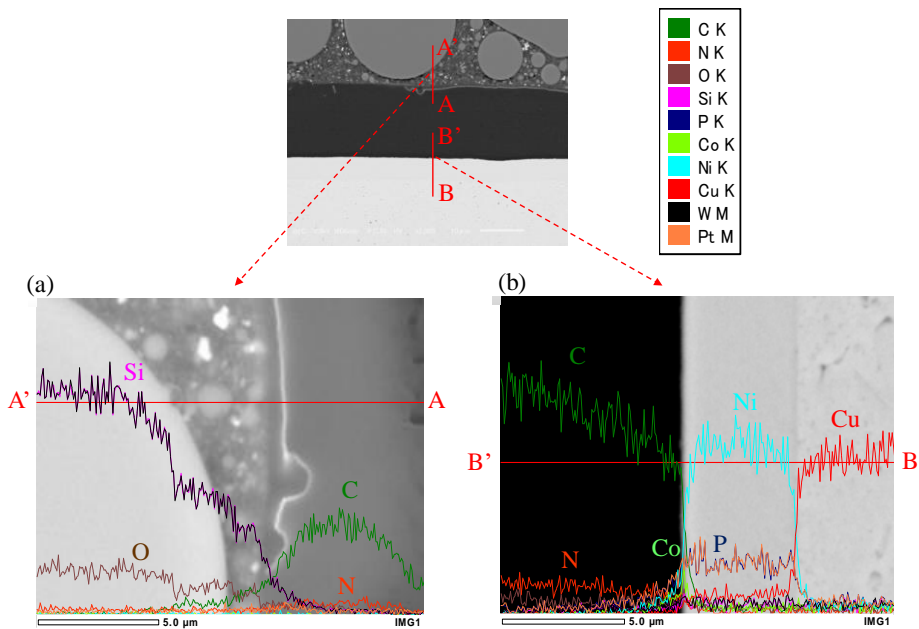 A'
A
B'
B
C K
N K
O K
Si K
P K
Co K
Ni K
Cu K
W M
Pt M
(a)
Si
A'
A
C
O
N
5.0 μm
IMG1
(b)
C
Ni
Cu
B'
B
Co
P
N
5.0 μm
IMG1